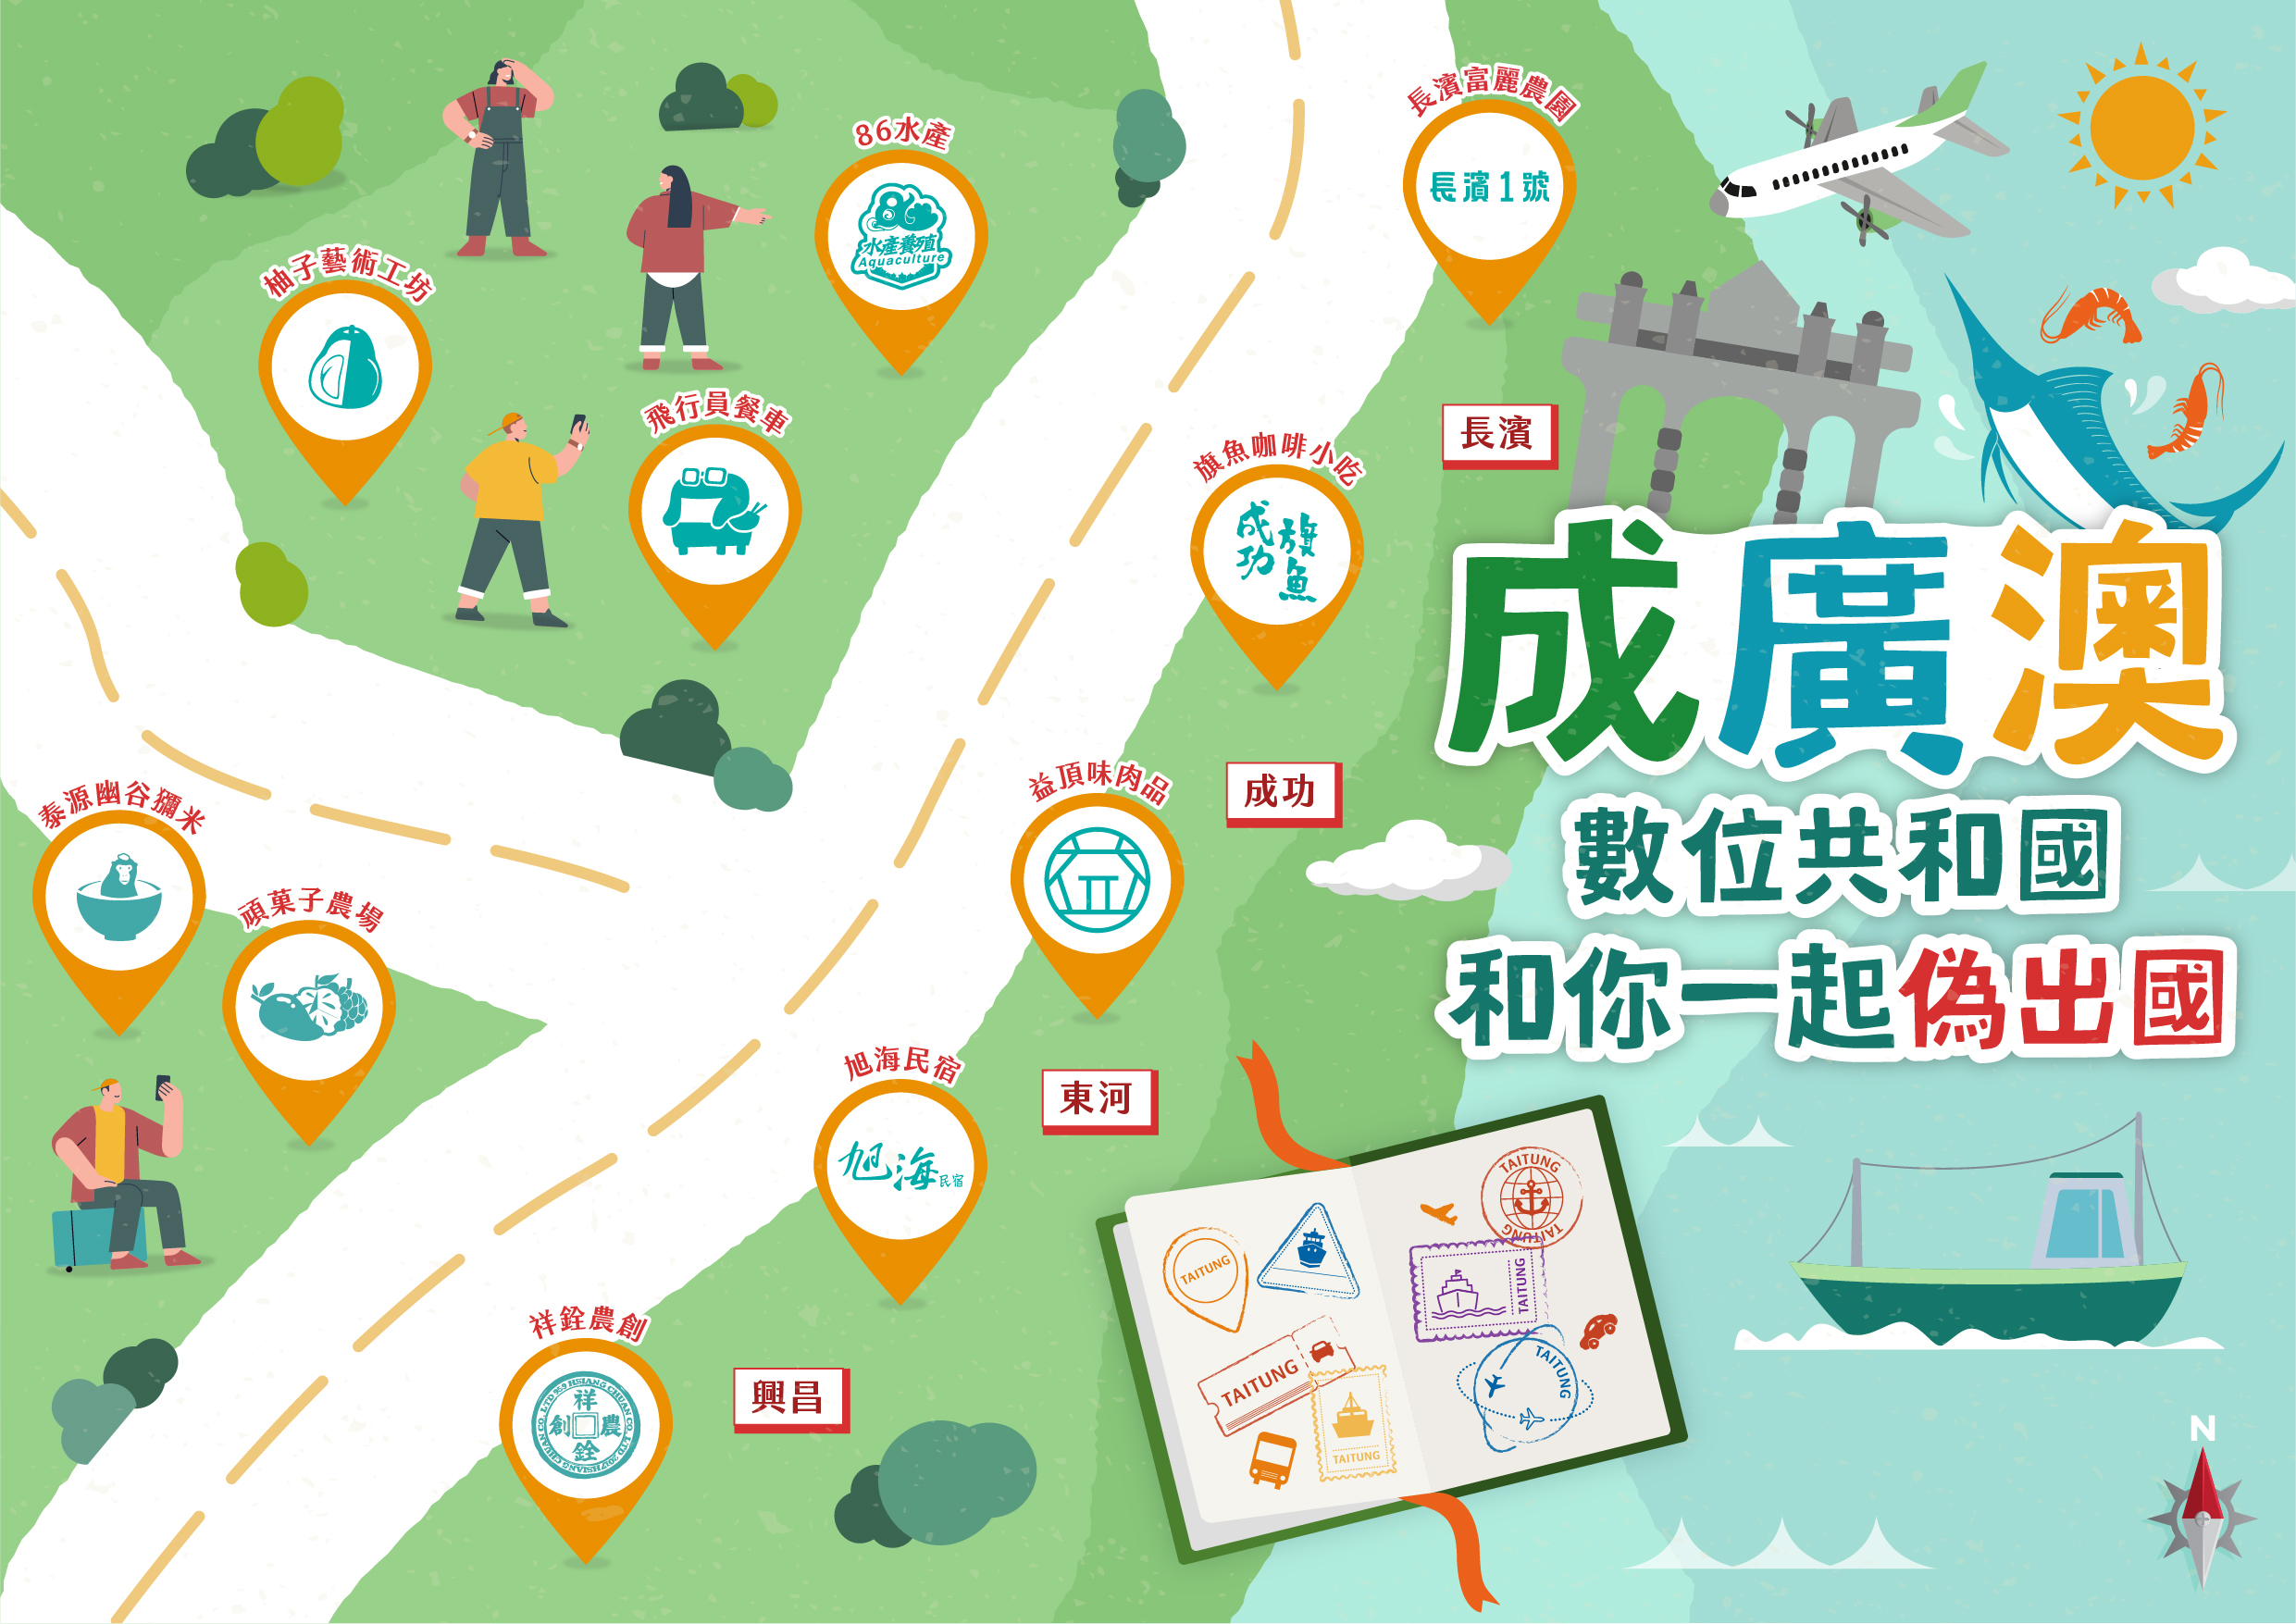 成廣澳
數位共和國
和你一起偽出國
長濱富麗農園
長濱1號
86水產
86
水產養殖
Aquaculture
柚子藝術工坊
飛行員餐車
旗魚咖啡小吃
成功
旗魚
長濱
益頂味肉品
成功
泰源幽谷獼米
頑菓子農場
旭海民宿
旭海民宿
東河
祥銓農創
祥
創 農
銓
興昌
TAITUNG
TAITUNG
TAITUNG
TAITUNG
TAITUNG
TAITUNG
TAITUNG
N